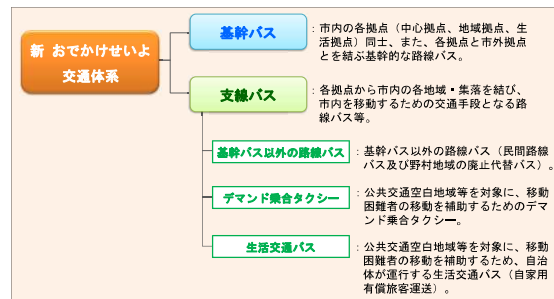 新 おでかけせいよ
交通体系
基幹バス
：市内の各拠点（中心拠点、地域拠点、生
活拠点）同士、また、各拠点と市外拠点
とを結ぶ基幹的な路線バス。
支線バス
：各拠点から市内の各地域・集落を結び、
市内を移動するための交通手段となる路
線バス等。
基幹バス以外の路線バス
：基幹バス以外の路線バス（民間路線
バス及び野村地域の廃止代替バス）。
デマンド乗合タクシー
：公共交通空白地域等を対象に、移動
困難者の移動を補助するためのデマ
ンド乗合タクシー。
生活交通バス
：公共交通空白地域等を対象に、移動
困難者の移動を補助するため、自治
体が運行する生活交通バス（自家用
有償旅客運送）。